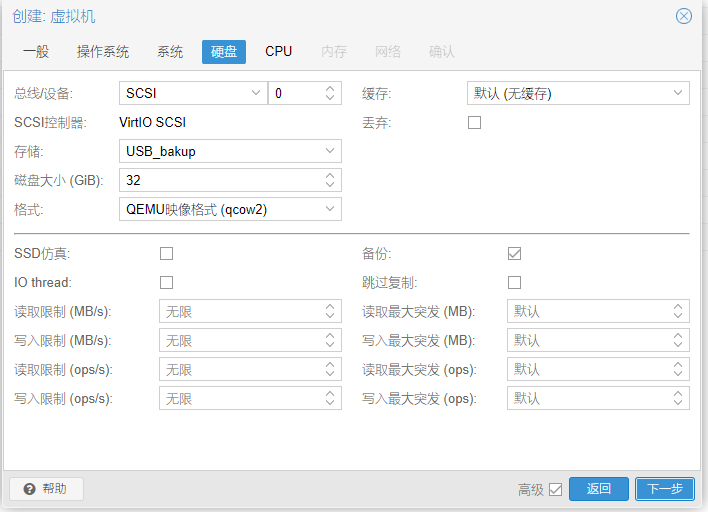 创建: 虚拟机
一般 操作系统 系统 硬盘 CPU 内存 网络 确认
总线/设备: SCSI 0 缓存: 默认 (无缓存)
SCSI控制器: VirtIO SCSI 丢弃:
存储: USB_bakup
磁盘大小 (GiB): 32
格式: QEMU映像格式 (qcow2)
SSD仿真: 备份:
IO thread: 跳过复制:
读取限制 (MB/s): 无限 读取最大突发 (MB): 默认
写入限制 (MB/s): 无限 写入最大突发 (MB): 默认
读取限制 (ops/s): 无限 读取最大突发 (ops): 默认
写入限制 (ops/s): 无限 写入最大突发 (ops): 默认
帮助 高级 返回 下一步